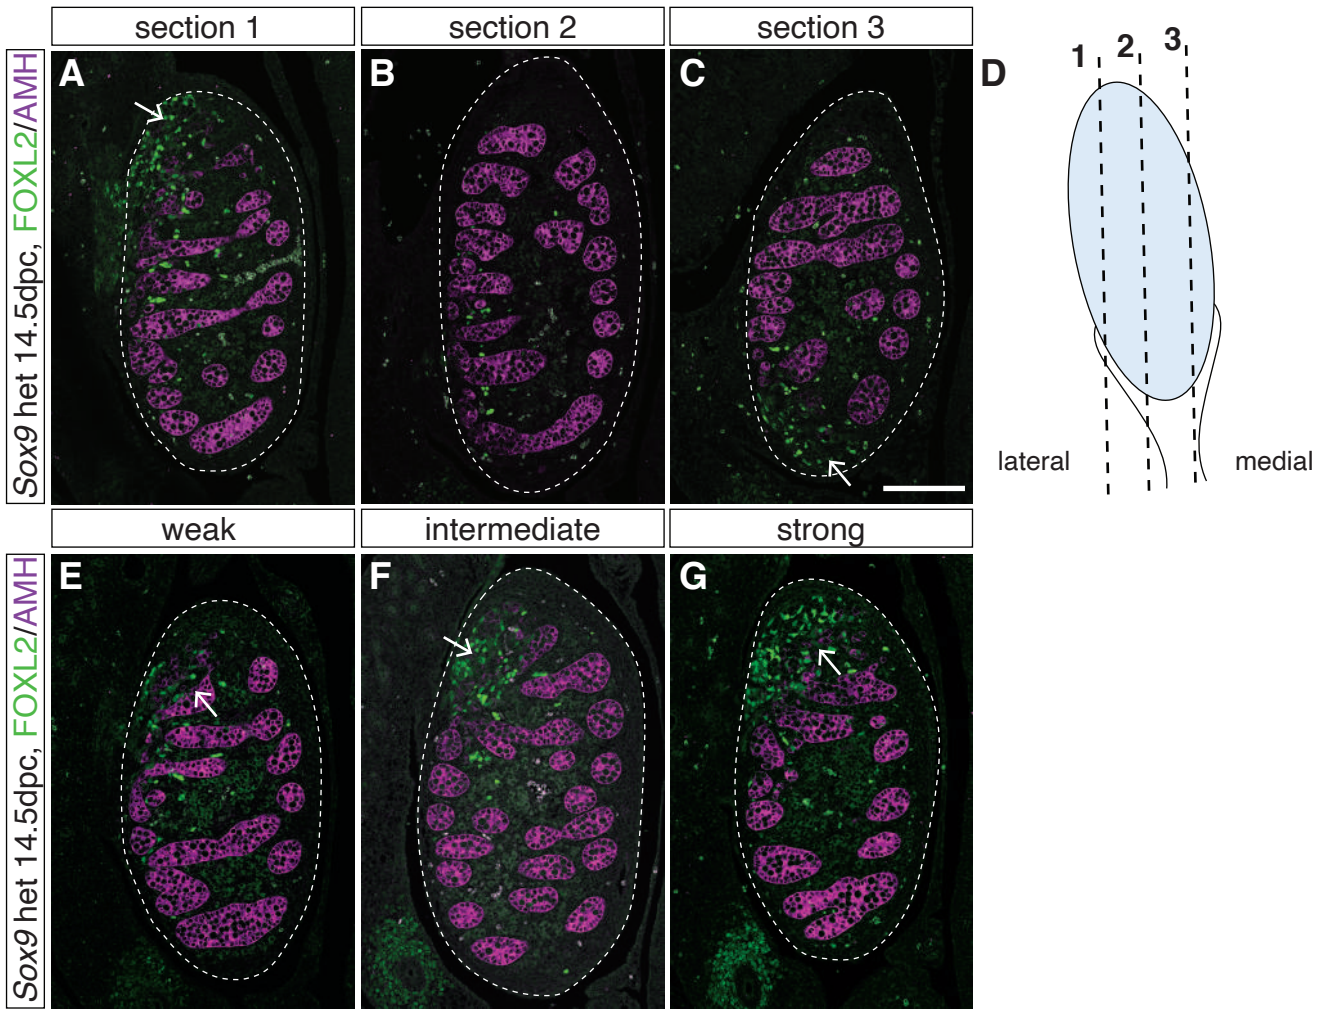 section 1
section 2
section 3
Sox9 het 14.5dpc, FOXL2/AMH
A
B
C
D
1
2
3
lateral
medial
weak
intermediate
strong
Sox9 het 14.5dpc, FOXL2/AMH
E
F
G